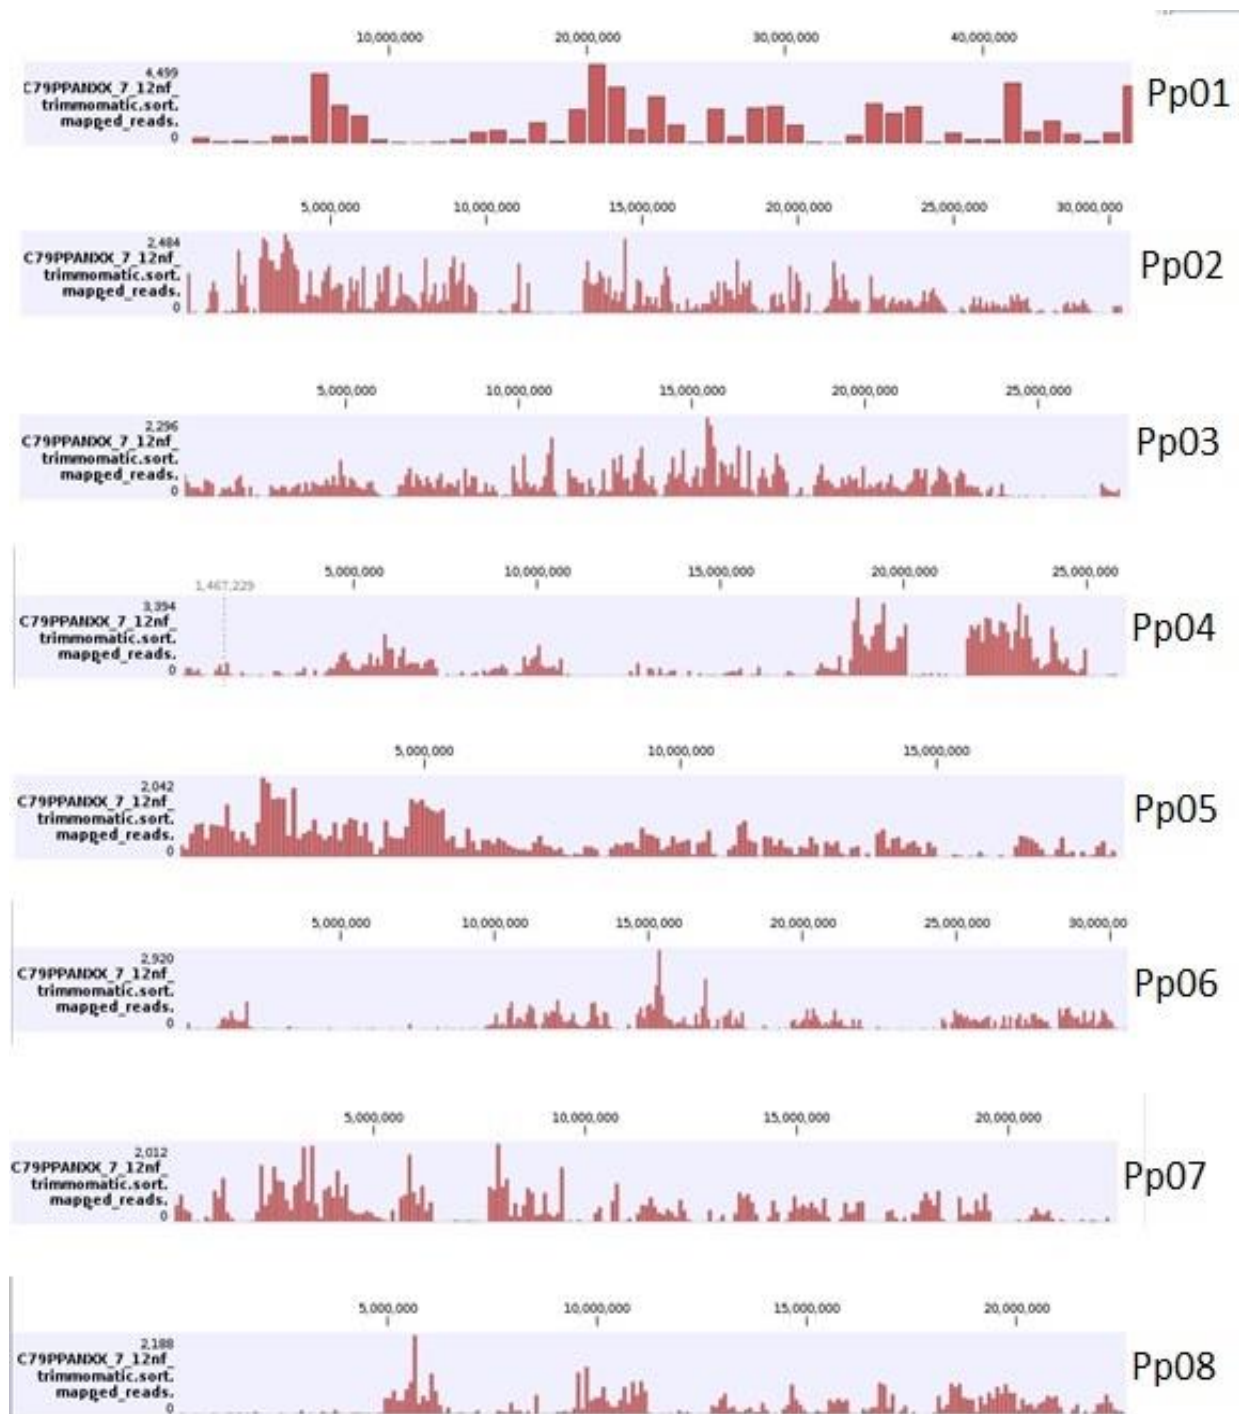 10,000,000 20,000,000 30,000,000 40,000,000
4,499
C79PPANXX_7_12nf_
trimmomatic.sort.
mapped_reads.
0
Pp01
5,000,000 10,000,000 15,000,000 20,000,000 25,000,000 30,000,000
2,484
C79PPANXX_7_12nf_
trimmomatic.sort.
mapped_reads.
0
Pp02
5,000,000 10,000,000 15,000,000 20,000,000 25,000,000
2,296
C79PPANXX_7_12nf_
trimmomatic.sort.
mapped_reads.
0
Pp03
5,000,000 10,000,000 15,000,000 20,000,000 25,000,000
1,467,229
3,394
C79PPANXX_7_12nf_
trimmomatic.sort.
mapped_reads.
0
Pp04
5,000,000 10,000,000 15,000,000
2,042
C79PPANXX_7_12nf_
trimmomatic.sort.
mapped_reads.
0
Pp05
5,000,000 10,000,000 15,000,000 20,000,000 25,000,000 30,000,00
2,920
C79PPANXX_7_12nf_
trimmomatic.sort.
mapped_reads.
0
Pp06
5,000,000 10,000,000 15,000,000 20,000,000
2,012
C79PPANXX_7_12nf_
trimmomatic.sort.
mapped_reads.
0
Pp07
5,000,000 10,000,000 15,000,000 20,000,000
2,188
C79PPANXX_7_12nf_
trimmomatic.sort.
mapped_reads.
0
Pp08